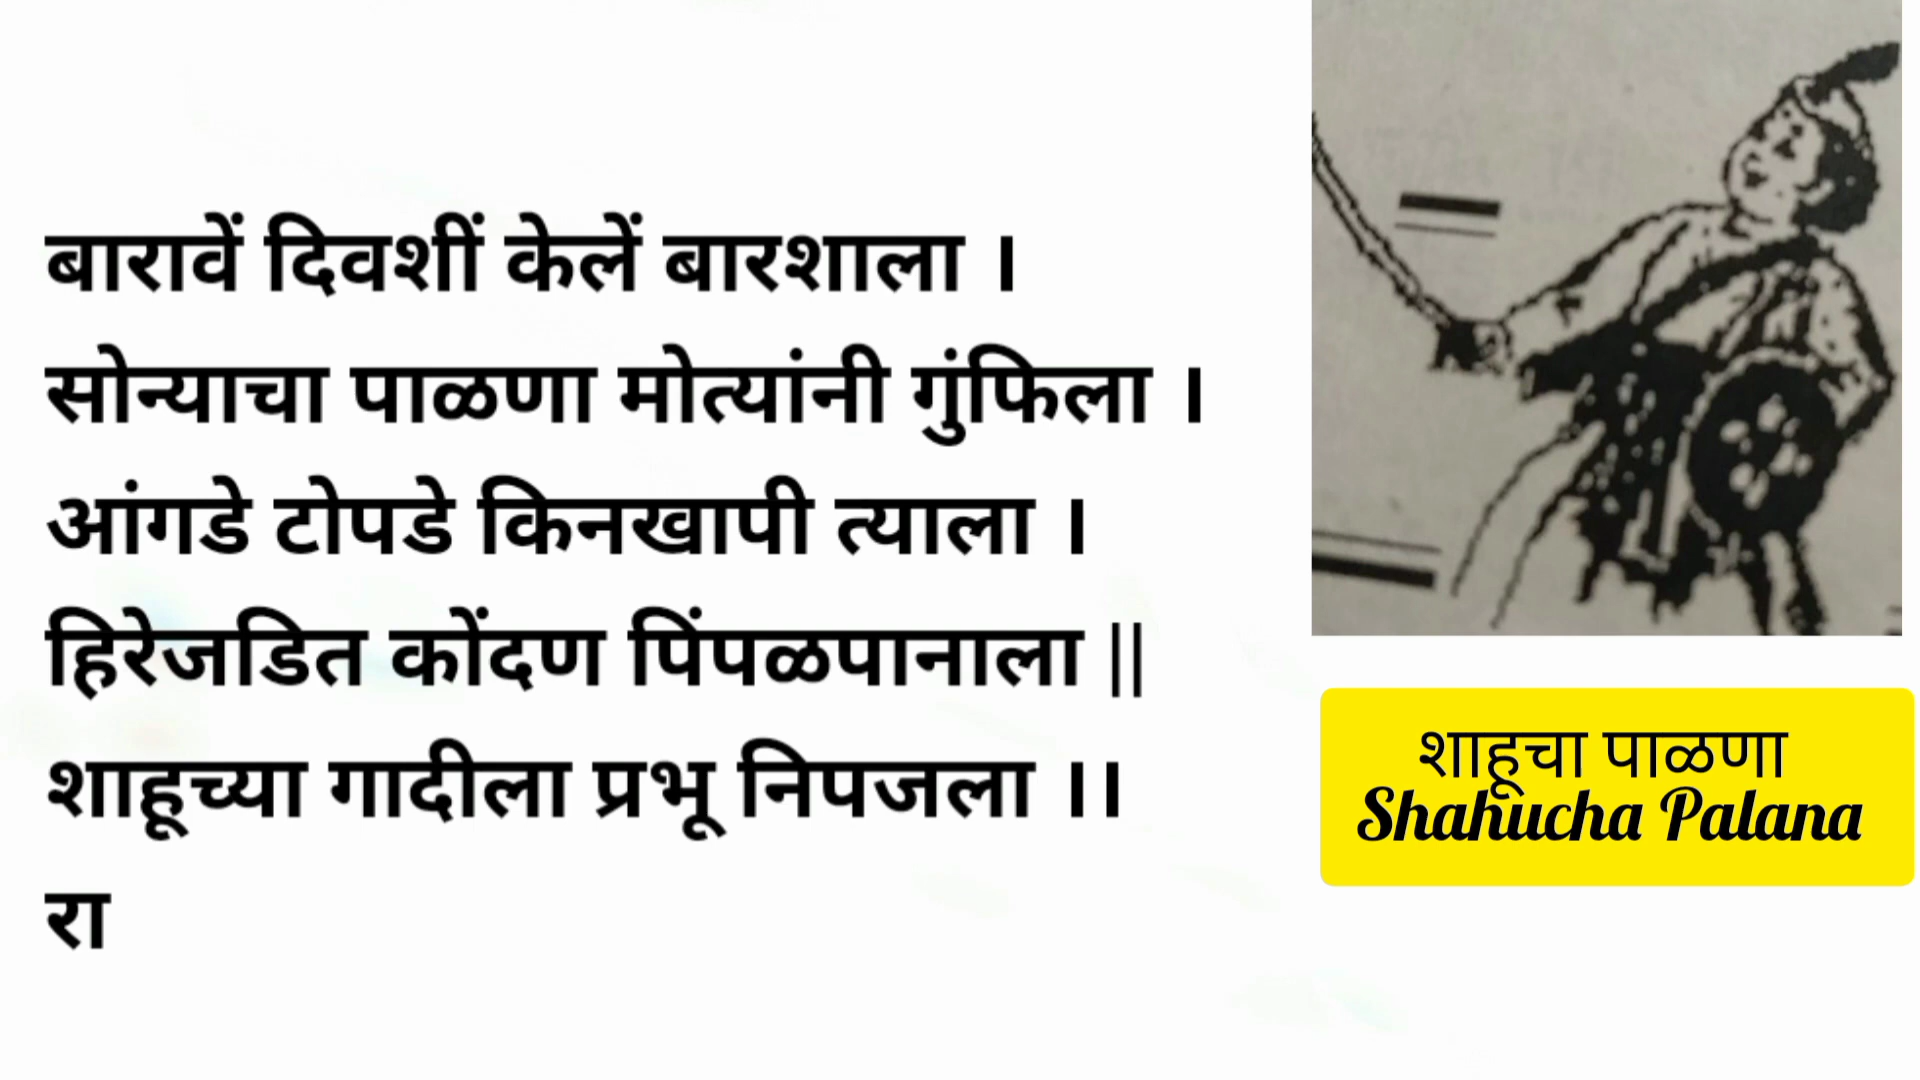 बारावें दिवशीं केलें बारशाला ।
सोन्याचा पाळणा मोत्यांनी गुंफिला ।
आंगडे टोपडे किनखापी त्याला ।
हिरेजडित कोंदण पिंपळपानाला ||
शाहूच्या गादीला प्रभू निपजला ।।
रा
शाहूचा पाळणा
Shahucha Palana